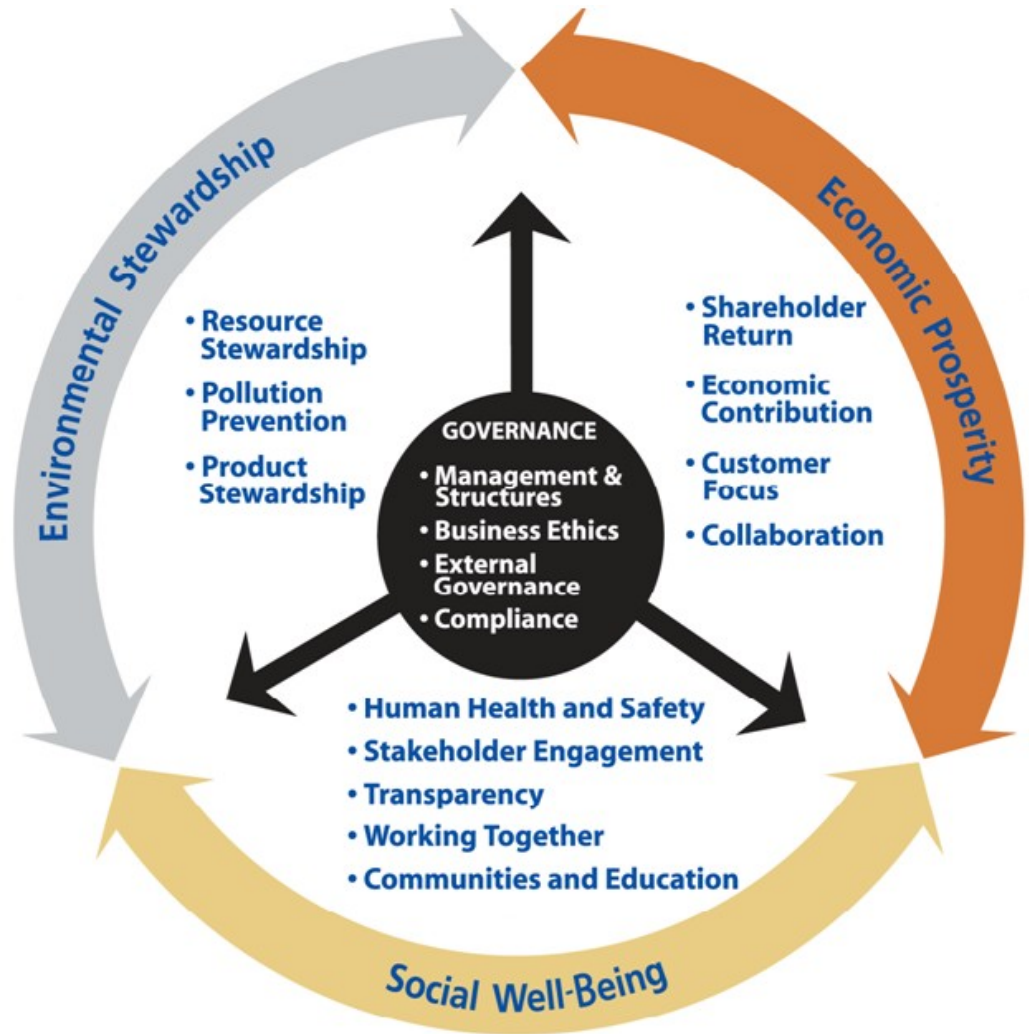 Environmental Stewardship
• Resource
Stewardship
• Pollution
Prevention
• Product
Stewardship
Economic Prosperity
• Shareholder
Return
• Economic
Contribution
• Customer
Focus
• Collaboration
GOVERNANCE
• Management &
Structures
• Business Ethics
• External
Governance
• Compliance
• Human Health and Safety
• Stakeholder Engagement
• Transparency
• Working Together
• Communities and Education
Social Well-Being